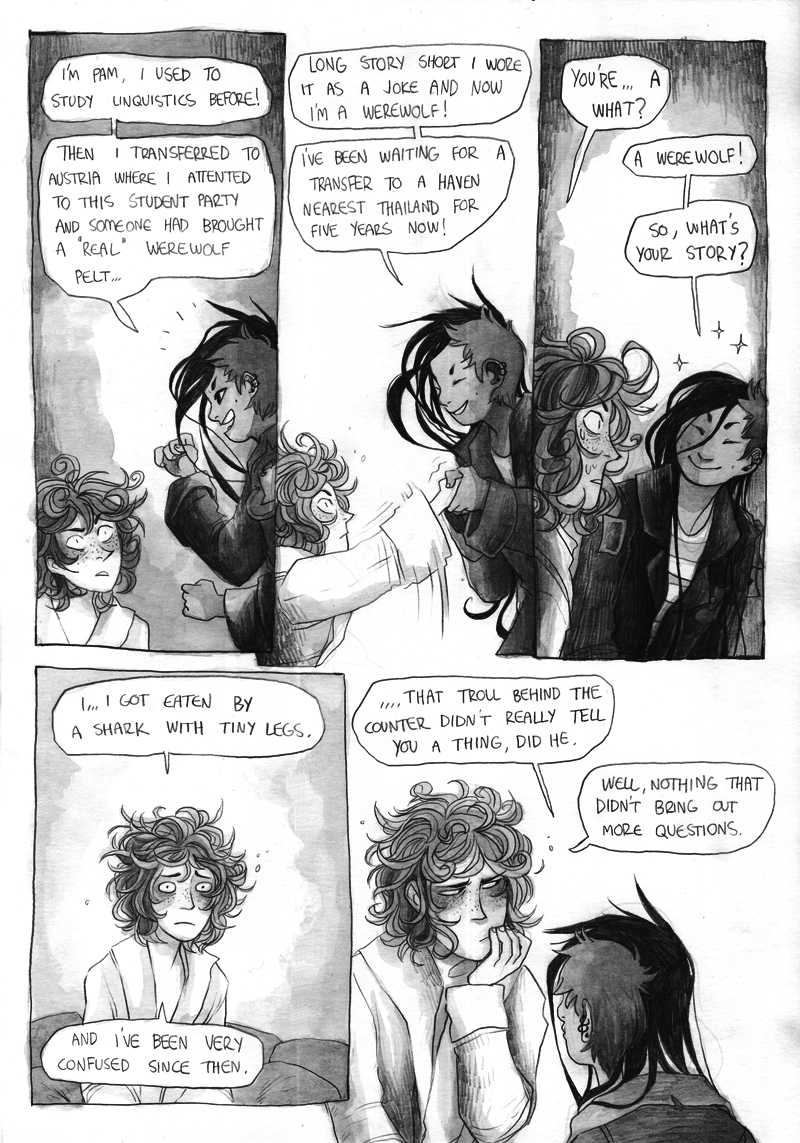 I'M PAM, I USED TO
STUDY LINQUISTICS BEFORE!
THEN I TRANSFERRED TO
AUSTRIA WHERE I ATTENTED
TO THIS STUDENT PARTY
AND SOMEONE HAD BROUGHT
A "REAL" WEREWOLF
PELT...
LONG STORY SHORT I WORE
IT AS A JOKE AND NOW
I'M A WEREWOLF!
I'VE BEEN WAITING FOR A
TRANSFER TO A HAVEN
NEAREST THAILAND FOR
FIVE YEARS NOW!
YOU'RE... A
WHAT?
A WEREWOLF!
SO, WHAT'S
YOUR STORY?
I... I GOT EATEN BY
A SHARK WITH TINY LEGS.
AND I'VE BEEN VERY
CONFUSED SINCE THEN.
....THAT TROLL BEHIND THE
COUNTER DIDN'T REALLY TELL
YOU A THING, DID HE.
WELL, NOTHING THAT
DIDN'T BRING OUT
MORE QUESTIONS.